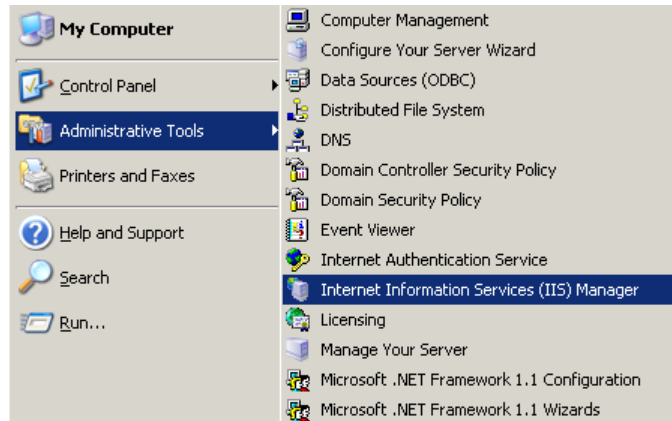 My Computer
Control Panel
Administrative Tools
Printers and Faxes
Help and Support
Search
Run...
Computer Management
Configure Your Server Wizard
Data Sources (ODBC)
Distributed File System
DNS
Domain Controller Security Policy
Domain Security Policy
Event Viewer
Internet Authentication Service
Internet Information Services (IIS) Manager
Licensing
Manage Your Server
Microsoft .NET Framework 1.1 Configuration
Microsoft .NET Framework 1.1 Wizards